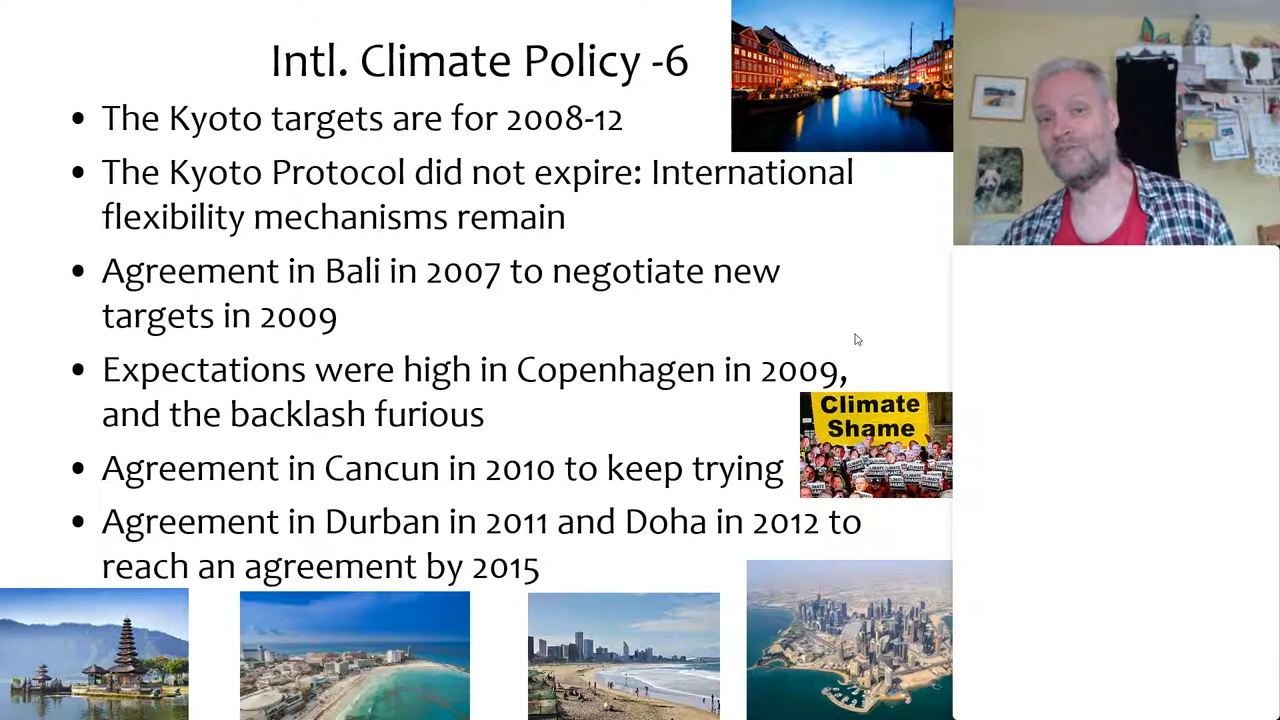 Intl. Climate Policy -6
• The Kyoto targets are for 2008-12
• The Kyoto Protocol did not expire: International
flexibility mechanisms remain
• Agreement in Bali in 2007 to negotiate new
targets in 2009
• Expectations were high in Copenhagen in 2009,
and the backlash furious
Climate
Shame
• Agreement in Cancun in 2010 to keep trying
• Agreement in Durban in 2011 and Doha in 2012 to
reach an agreement by 2015